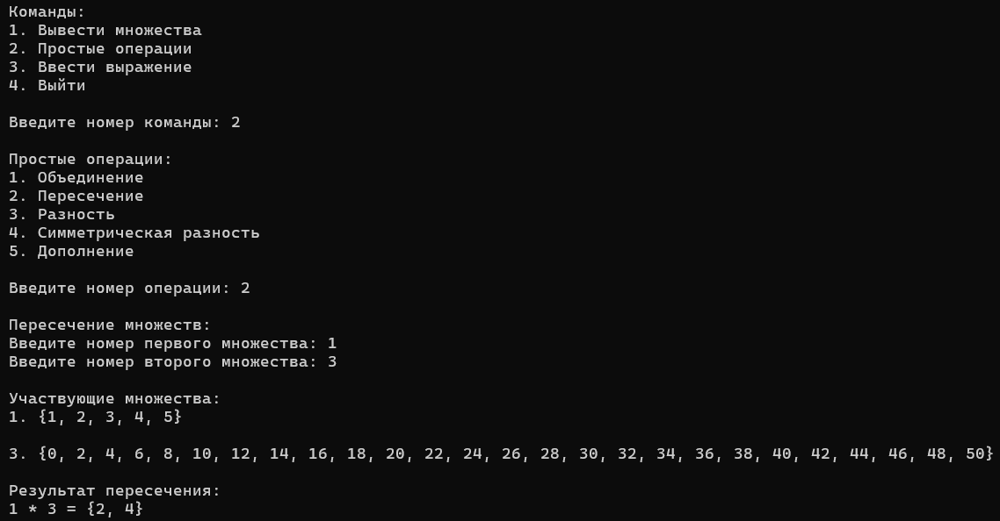 Команды:
1. Вывести множества
2. Простые операции
3. Ввести выражение
4. Выйти
Введите номер команды: 2
Простые операции:
1. Объединение
2. Пересечение
3. Разность
4. Симметрическая разность
5. Дополнение
Введите номер операции: 2
Пересечение множеств:
Введите номер первого множества: 1
Введите номер второго множества: 3
Участвующие множества:
1. {1, 2, 3, 4, 5}
3. {0, 2, 4, 6, 8, 10, 12, 14, 16, 18, 20, 22, 24, 26, 28, 30, 32, 34, 36, 38, 40, 42, 44, 46, 48, 50}
Результат пересечения:
1 * 3 = {2, 4}